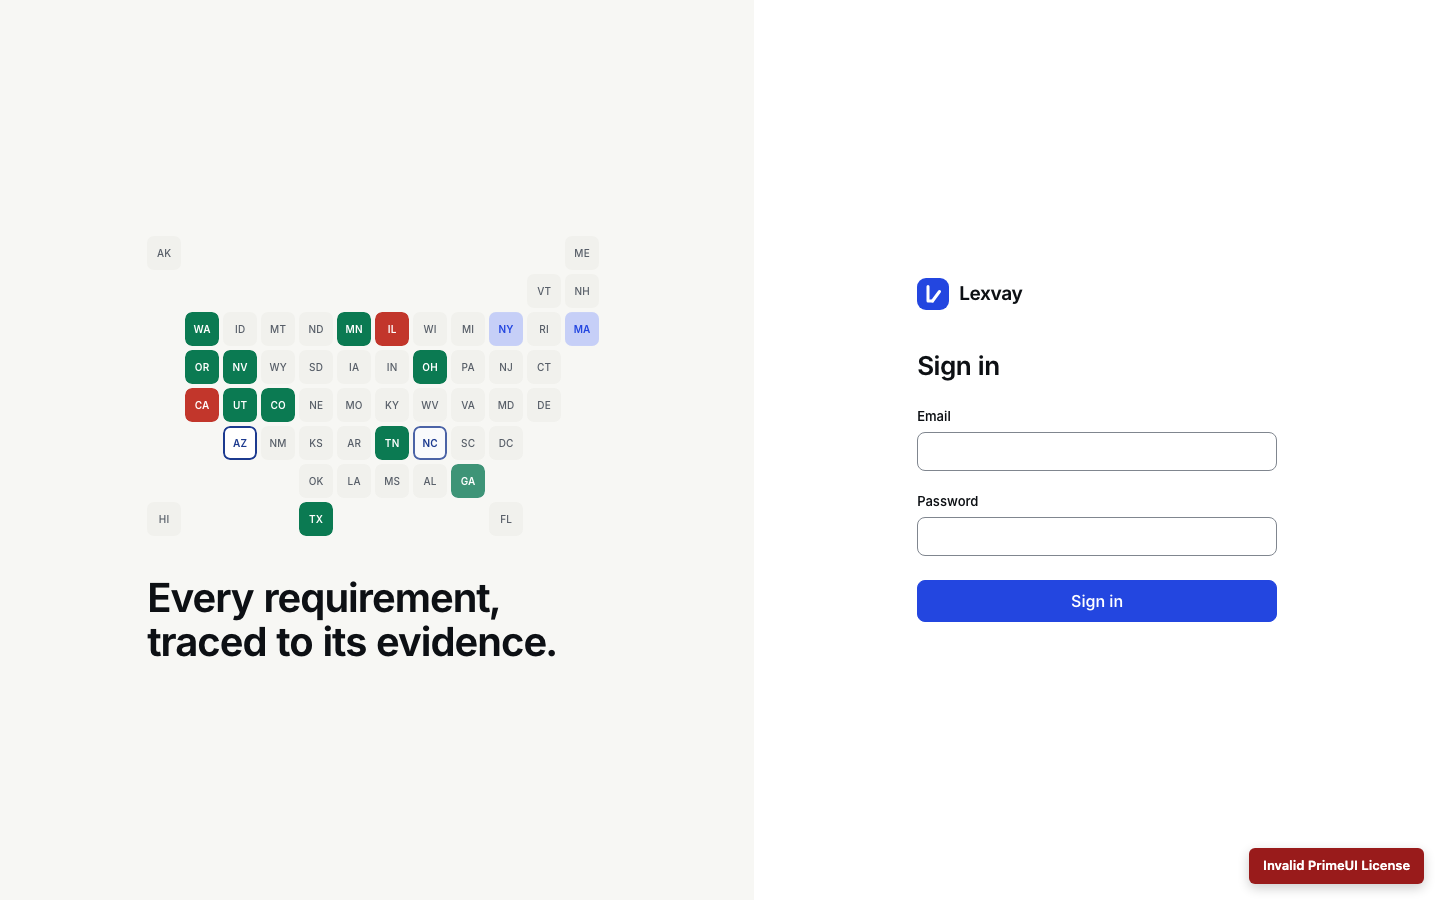 AK ME
VT NH
WA ID MT ND MN IL WI MI NY RI MA
OR NV WY SD IA IN OH PA NJ CT
CA UT CO NE MO KY WV VA MD DE
AZ NM KS AR TN NC SC DC
OK LA MS AL GA
HI TX FL
Every requirement,
traced to its evidence.
Lexvay
Sign in
Email
Password
Sign in
Invalid PrimeUI License